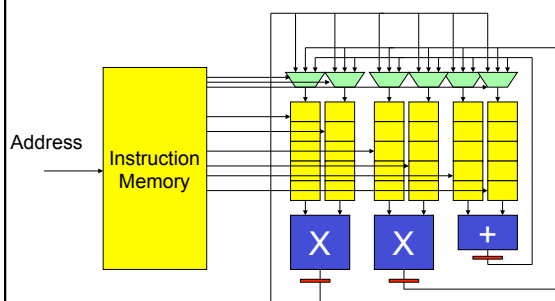 Address
Instruction
Memory
X
X
+